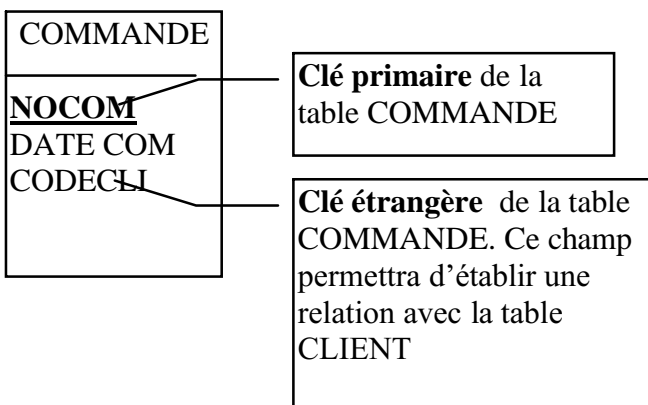 COMMANDE
NOCOM
DATE COM
CODECLI
Clé primaire de la
table COMMANDE
Clé étrangère de la table
COMMANDE. Ce champ
permettra d'établir une
relation avec la table
CLIENT